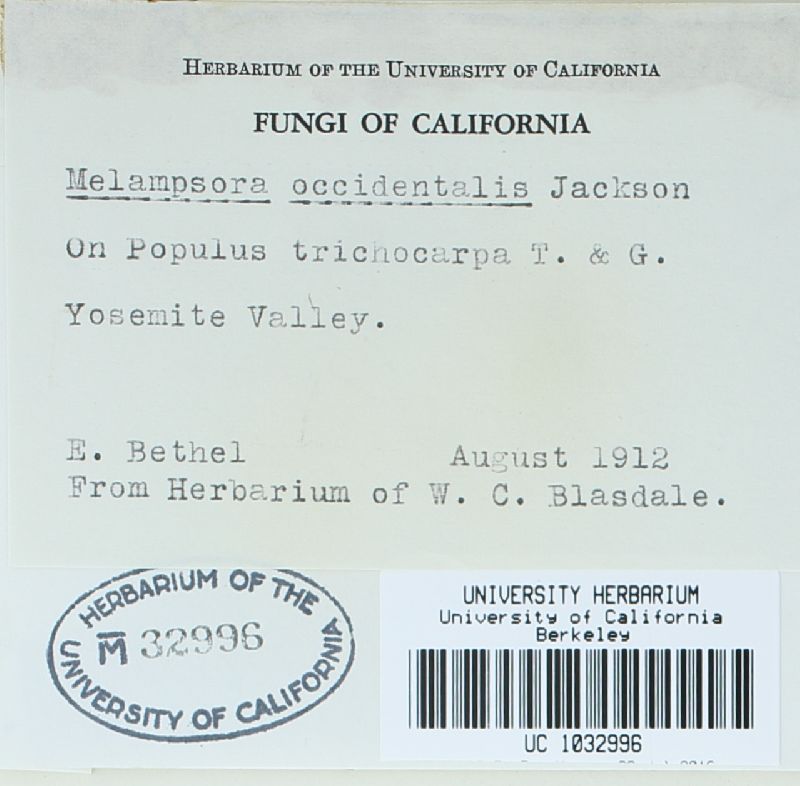 HERBARIUM OF THE UNIVERSITY OF CALIFORNIA
FUNGI OF CALIFORNIA
Melampsora occidentalis Jackson
On Populus trichocarpa T. & G.
Yosemite Valley.
E. Bethel August 1912
From Herbarium of W. C. Blasdale.
HERBARIUM OF THE
M 32996
UNIVERSITY OF CALIFORNIA
UNIVERSITY HERBARIUM
University of California
Berkeley
UC 1032996